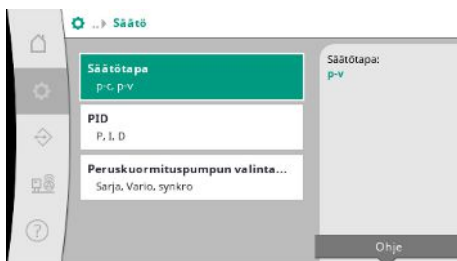 ..▸ Säätö
Säätötapa
p-c, p-v
PID
P, I, D
Peruskuormituspumpun valinta...
Sarja, Vario, synkro
Säätötapa:
p-v
Ohje